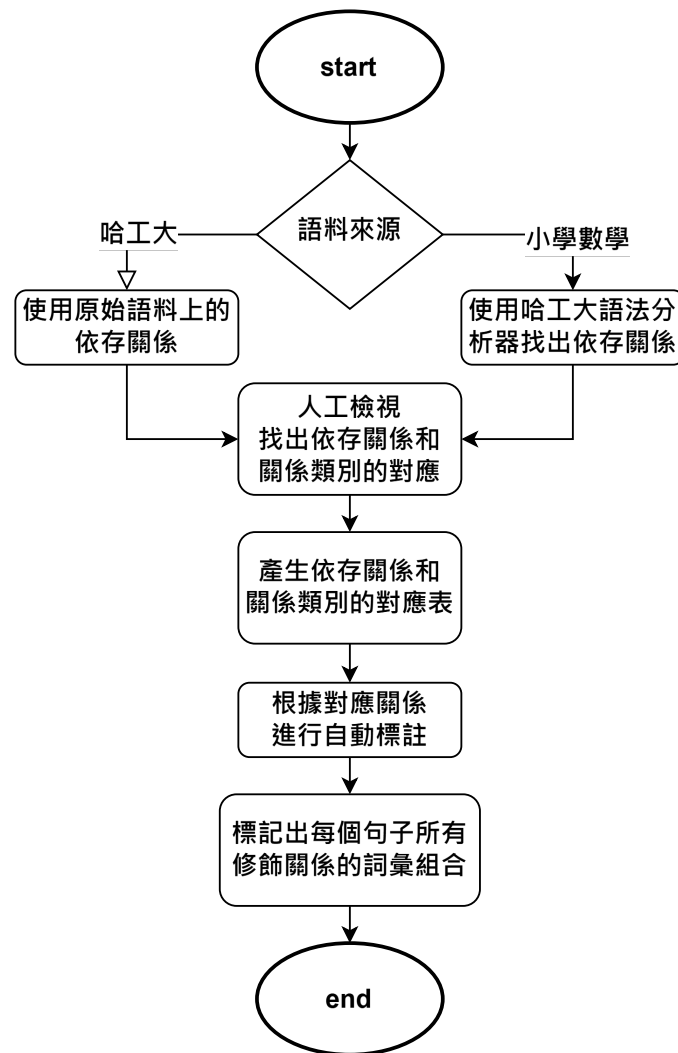 start
語料來源
哈工大
小學數學
使用原始語料上的
依存關係
使用哈工大語法分
析器找出依存關係
人工檢視
找出依存關係和
關係類別的對應
產生依存關係和
關係類別的對應表
根據對應關係
進行自動標註
標記出每個句子所有
修飾關係的詞彙組合
end